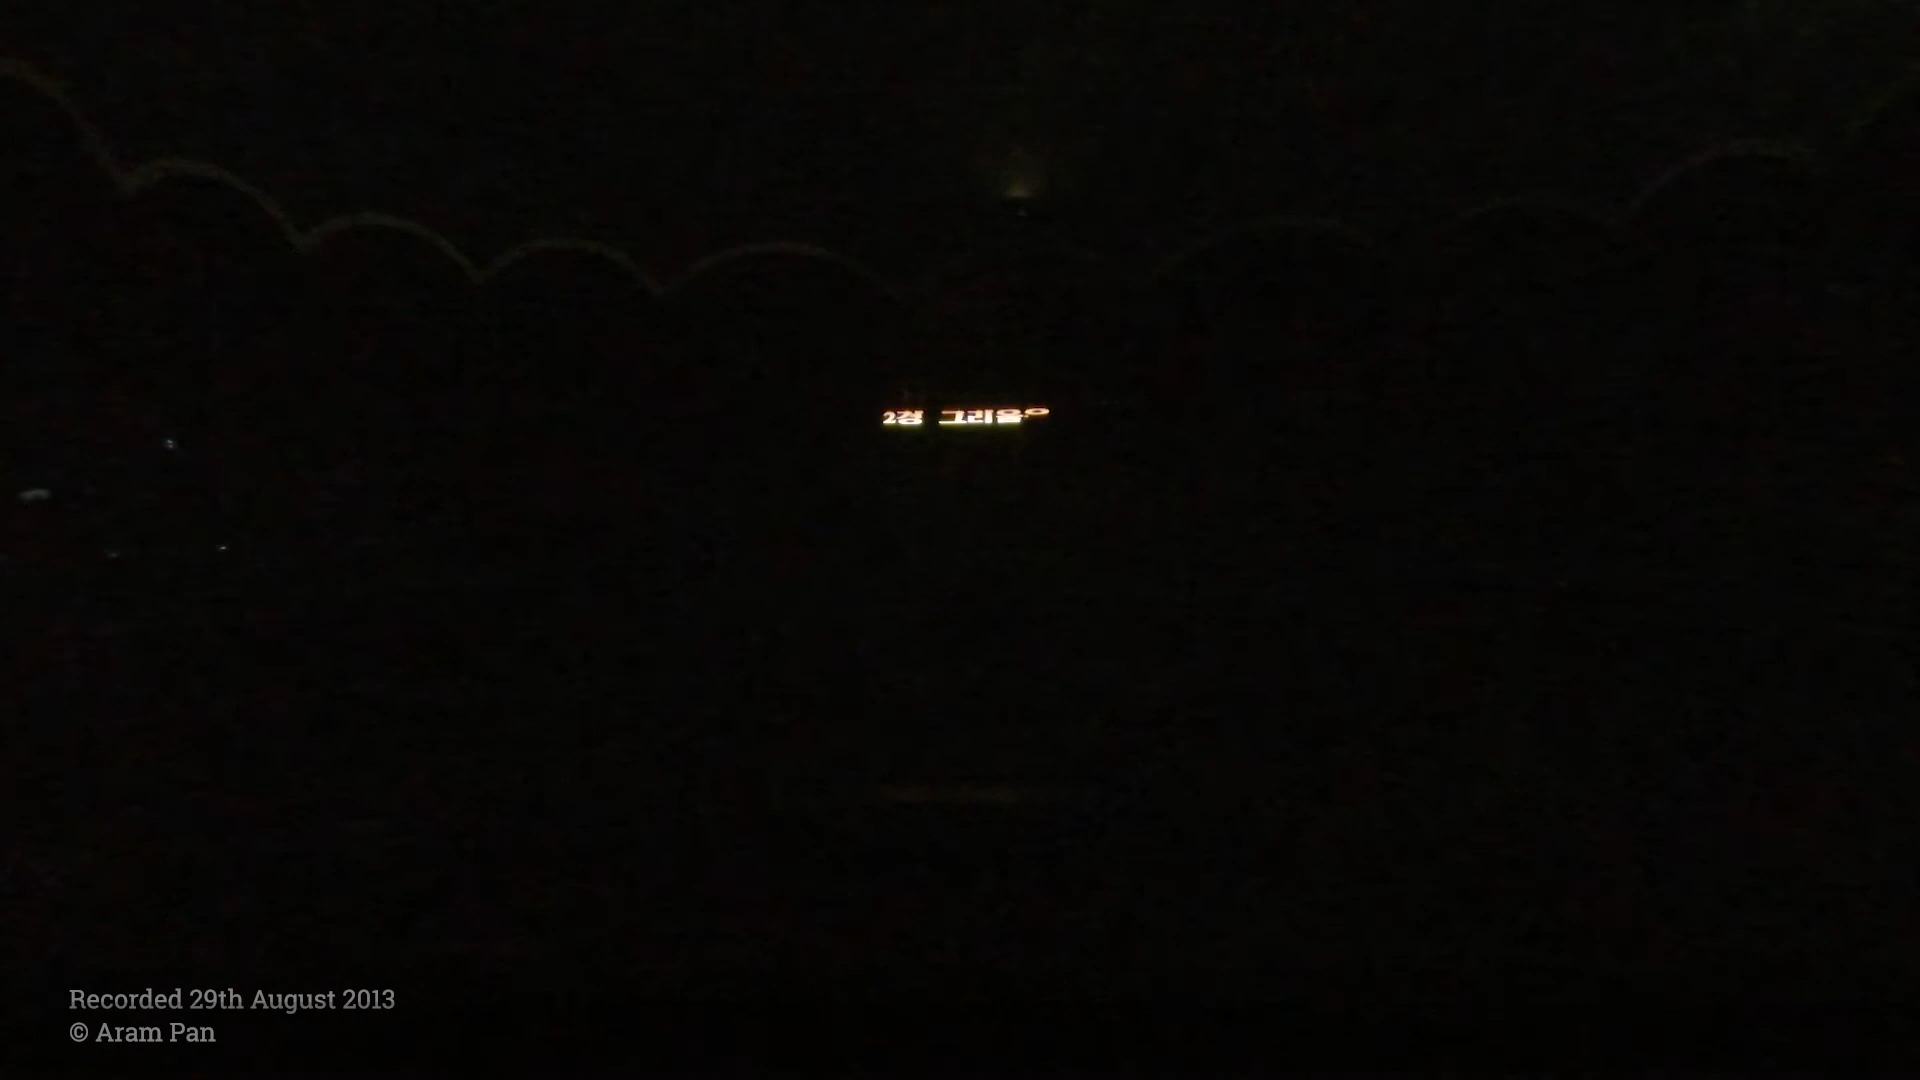 2경 그리움
Recorded 29th August 2013
© Aram Pan